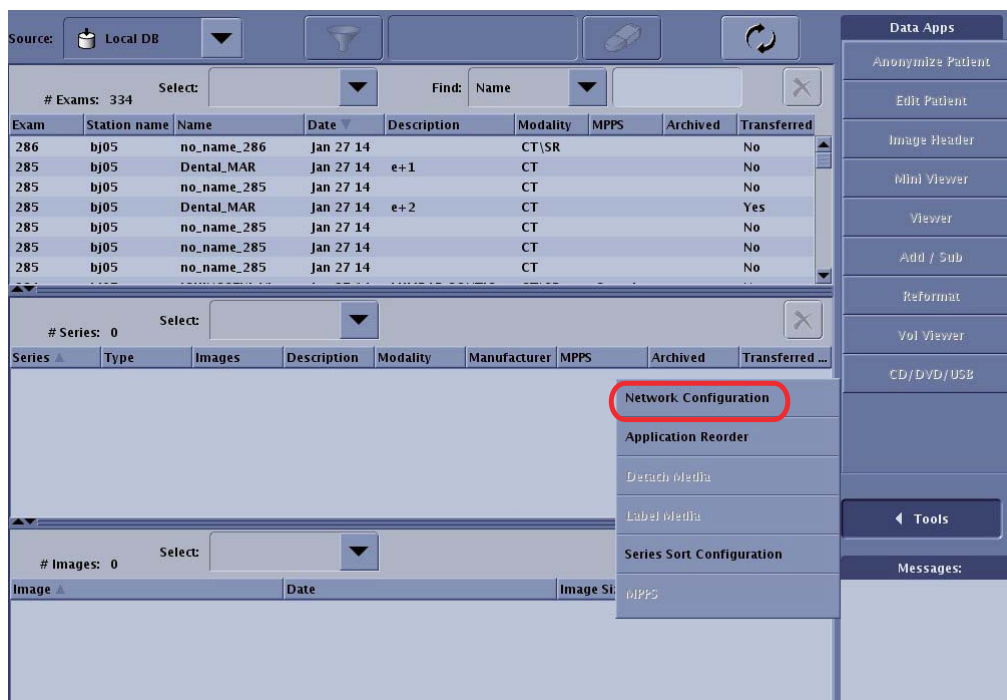 Source: Local DB
# Exams: 334 Select: Find: Name
Exam Station name Name Date Description Modality MPPS Archived Transferred
286 bj05 no_name_286 Jan 27 14 CT\SR No
285 bj05 Dental_MAR Jan 27 14 e+1 CT No
285 bj05 no_name_285 Jan 27 14 CT No
285 bj05 Dental_MAR Jan 27 14 e+2 CT Yes
285 bj05 no_name_285 Jan 27 14 CT No
285 bj05 no_name_285 Jan 27 14 CT No
285 bj05 no_name_285 Jan 27 14 CT No
# Series: 0 Select:
Series Type Images Description Modality Manufacturer MPPS Archived Transferred ...
Network Configuration
Application Reorder
Detach Media
Label Media
Series Sort Configuration
MPPS
# Images: 0 Select:
Image Date Image Si
Data Apps
Anonymize Patient
Edit Patient
Image Header
Mini Viewer
Viewer
Add / Sub
Reformat
Vol Viewer
CD/DVD/USB
Tools
Messages: